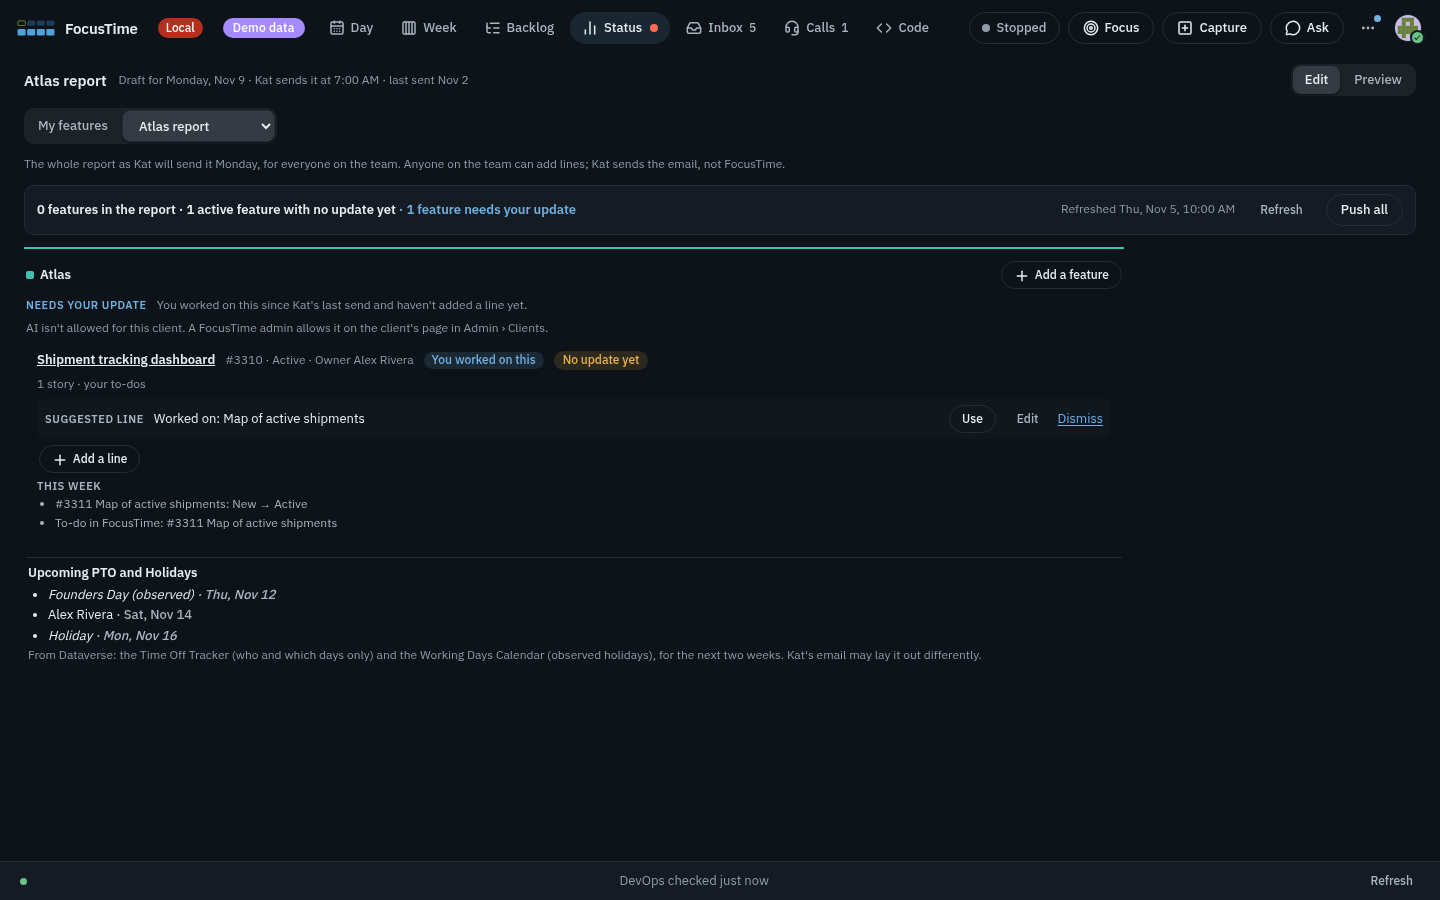 FocusTime Local Demo data Day Week Backlog Status Inbox 5 Calls 1 Code Stopped Focus Capture Ask
Atlas report Draft for Monday, Nov 9 · Kat sends it at 7:00 AM · last sent Nov 2 Edit Preview
My features Atlas report
The whole report as Kat will send it Monday, for everyone on the team. Anyone on the team can add lines; Kat sends the email, not FocusTime.
0 features in the report · 1 active feature with no update yet · 1 feature needs your update Refreshed Thu, Nov 5, 10:00 AM Refresh Push all
Atlas Add a feature
NEEDS YOUR UPDATE You worked on this since Kat's last send and haven't added a line yet.
AI isn't allowed for this client. A FocusTime admin allows it on the client's page in Admin › Clients.
Shipment tracking dashboard #3310 · Active · Owner Alex Rivera You worked on this No update yet
1 story · your to-dos
SUGGESTED LINE Worked on: Map of active shipments Use Edit Dismiss
Add a line
THIS WEEK
• #3311 Map of active shipments: New → Active
• To-do in FocusTime: #3311 Map of active shipments
Upcoming PTO and Holidays
• Founders Day (observed) · Thu, Nov 12
• Alex Rivera · Sat, Nov 14
• Holiday · Mon, Nov 16
From Dataverse: the Time Off Tracker (who and which days only) and the Working Days Calendar (observed holidays), for the next two weeks. Kat's email may lay it out differently.
DevOps checked just now Refresh